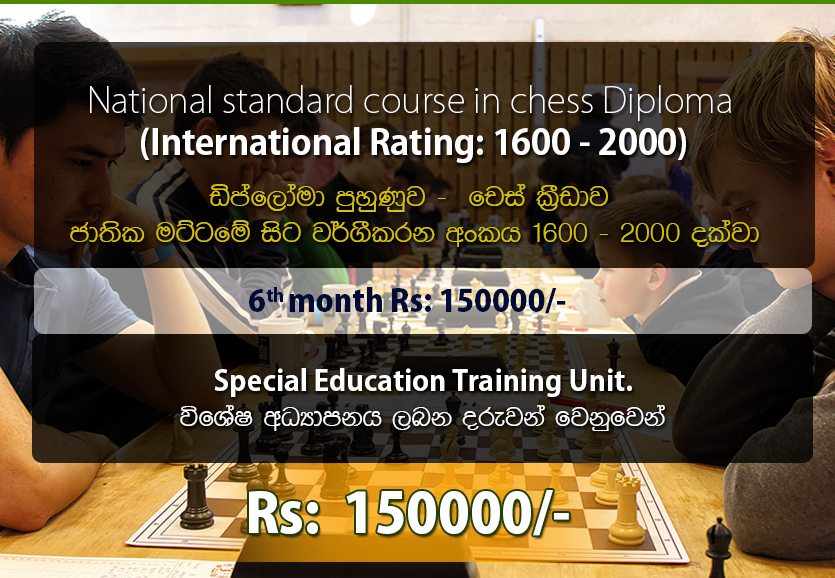 National standard course in chess Diploma
(International Rating: 1600 - 2000)
ඩිප්ලෝමා පුහුණුව - චෙස් ක්‍රීඩාව
ජාතික මට්ටමේ සිට වර්ගීකරන අංකය 1600 - 2000 දක්වා
6th month Rs: 150000/-
Special Education Training Unit.
විශේෂ අධ්‍යාපනය ලබන දරුවන් වෙනුවෙන්
Rs: 150000/-